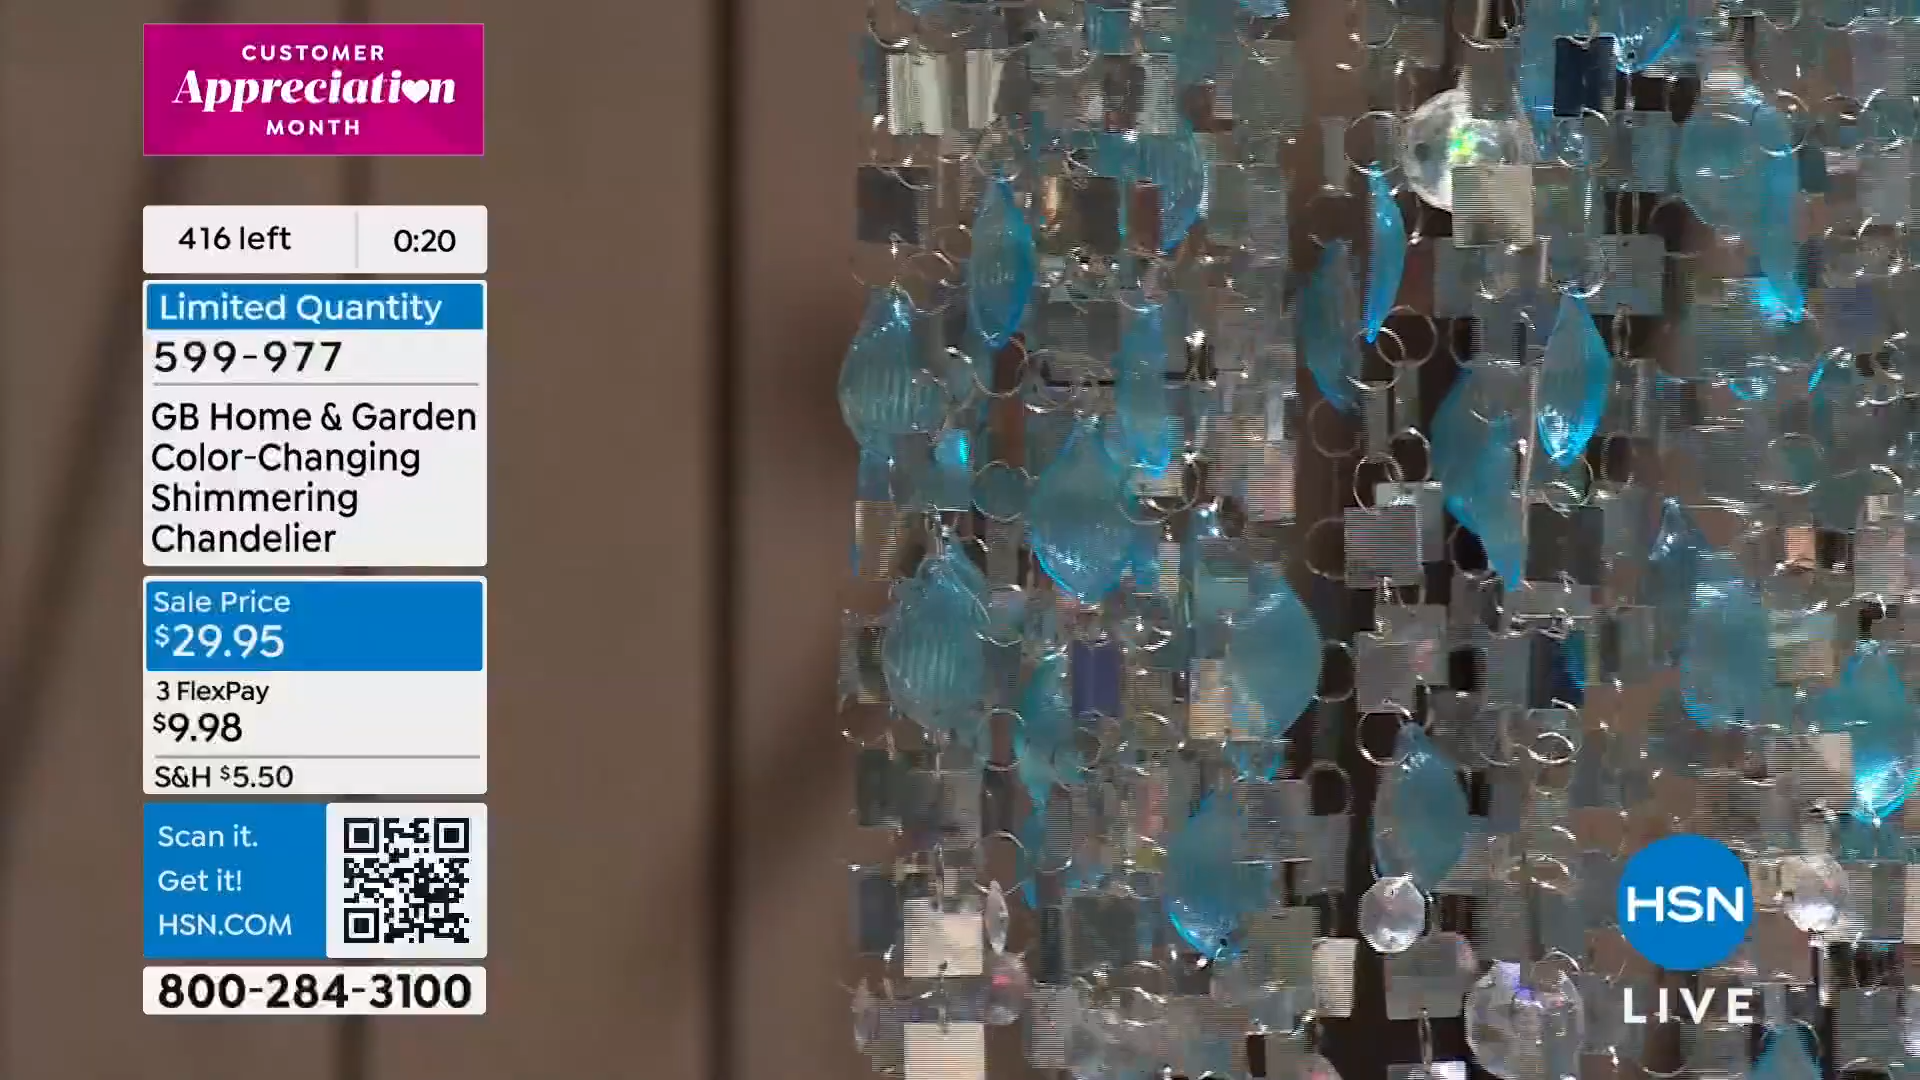 CUSTOMER
Appreciation
MONTH
416 left 0:20
Limited Quantity
599-977
GB Home & Garden
Color-Changing
Shimmering
Chandelier
Sale Price
$29.95
3 FlexPay
$9.98
S&H $5.50
Scan it.
Get it!
HSN.COM
800-284-3100
HSN
LIVE